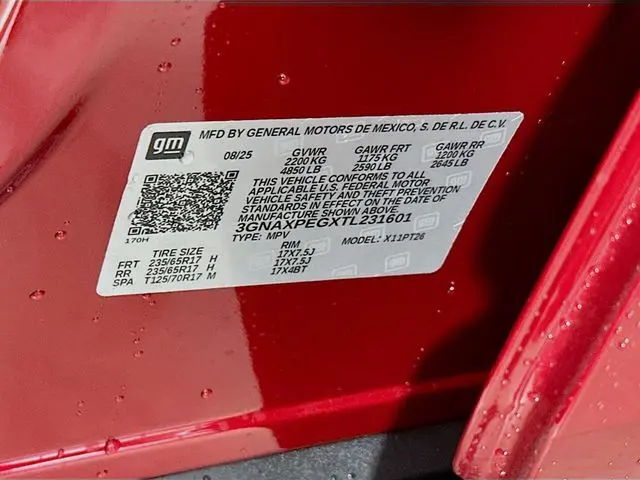 gm
MFD BY GENERAL MOTORS DE MEXICO, S. DE R.L. DE C.V.
08/25 GVWR GAWR FRT GAWR RR
2200 KG 1175 KG 1200 KG
4850 LB 2590 LB 2645 LB
THIS VEHICLE CONFORMS TO ALL
APPLICABLE U.S. FEDERAL MOTOR
VEHICLE SAFETY AND THEFT PREVENTION
STANDARDS IN EFFECT ON THE DATE OF
MANUFACTURE SHOWN ABOVE
3GNAXPEGXTL231601
170H TYPE: MPV MODEL: X11PT26
TIRE SIZE RIM
FRT 235/65R17 H 17X7.5J
RR 235/65R17 H 17X7.5J
SPA T125/70R17 M 17X4BT